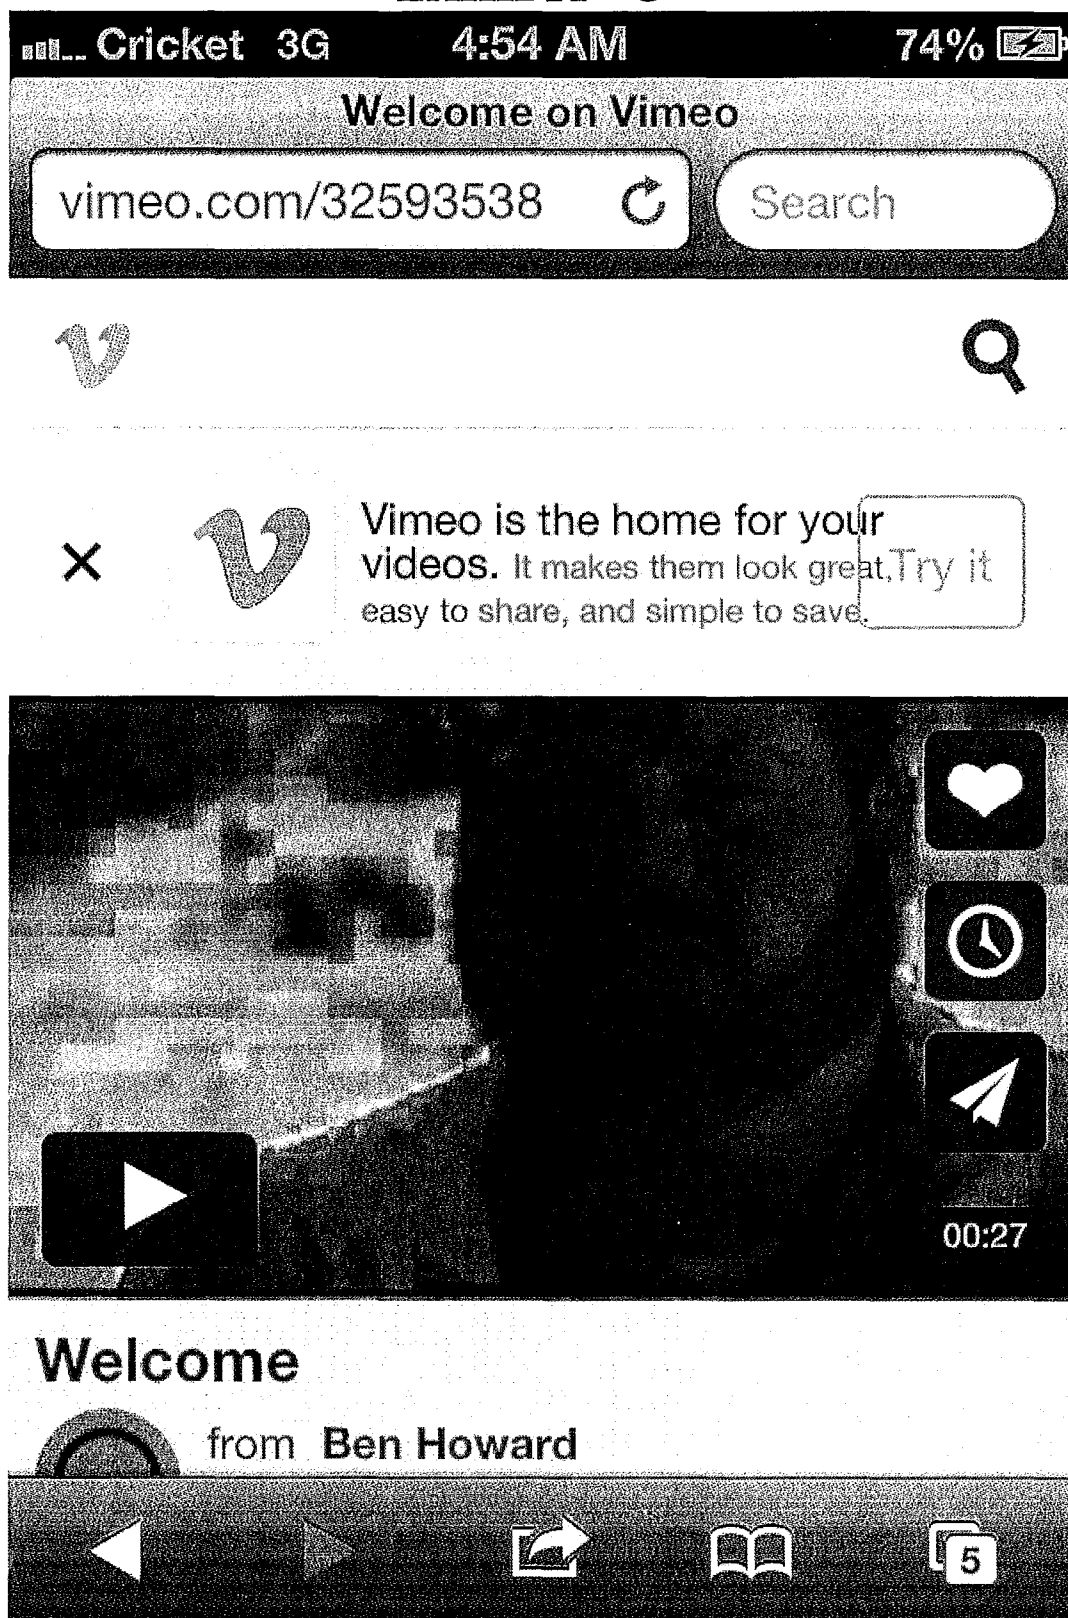 Cricket 3G 4:54 AM 74%
Welcome on Vimeo
vimeo.com/32593538 Search
Vimeo is the home for your
videos. It makes them look great,
easy to share, and simple to save.
Try it
00:27
Welcome
from Ben Howard
5